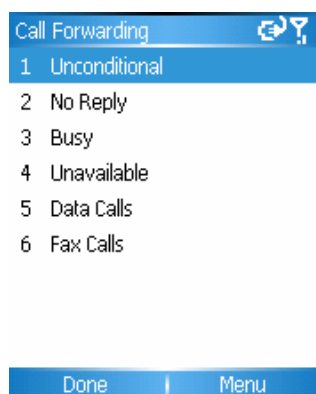 Call Forwarding
1 Unconditional
2 No Reply
3 Busy
4 Unavailable
5 Data Calls
6 Fax Calls
Done Menu